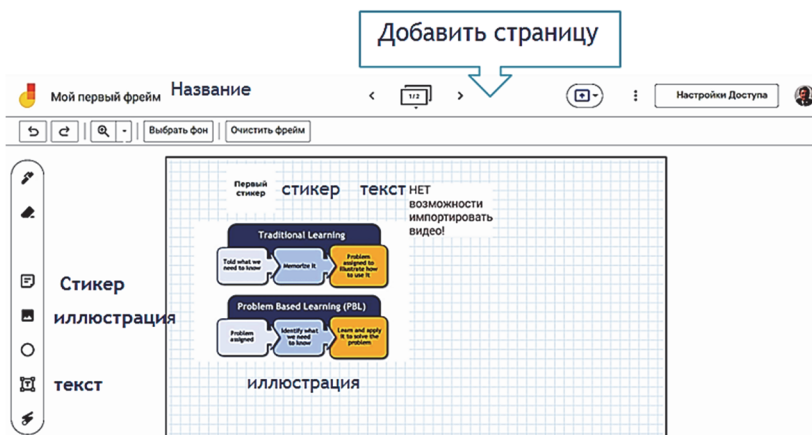 Добавить страницу
Мой первый фрейм
Название
1/2
Настройки Доступа
Выбрать фон
Очистить фрейм
Первый
стикер
стикер
текст
НЕТ
возможности
импортировать
видео!
Traditional Learning
Told what we
need to know
Memorize it
Problem
assigned to
illustrate how
to use it
Стикер
иллюстрация
Problem Based Learning (PBL)
Problem
assigned
Identify what
we need
to know
Learn and apply
it to solve the
problem
текст
иллюстрация